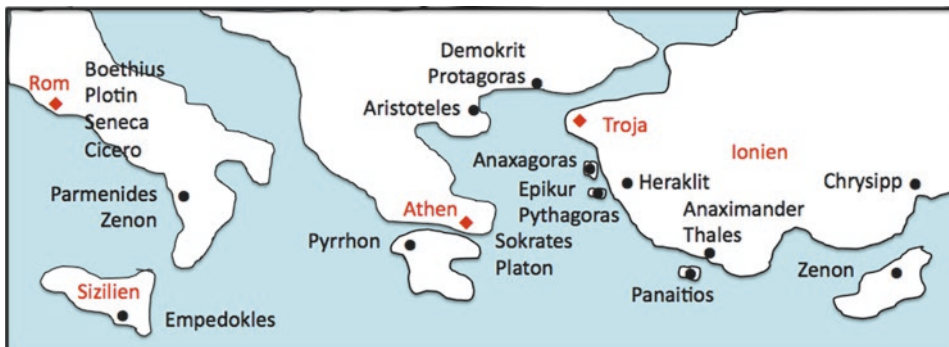 Rom
Boethius
Plotin
Seneca
Cicero
Parmenides
Zenon
Sizilien
Empedokles
Demokrit
Protagoras
Aristoteles
Athen
Sokrates
Platon
Pyrrhon
Troja
Ionien
Anaxagoras
Epikur
Pythagoras
Heraklit
Anaximander
Thales
Panaitios
Chrysipp
Zenon